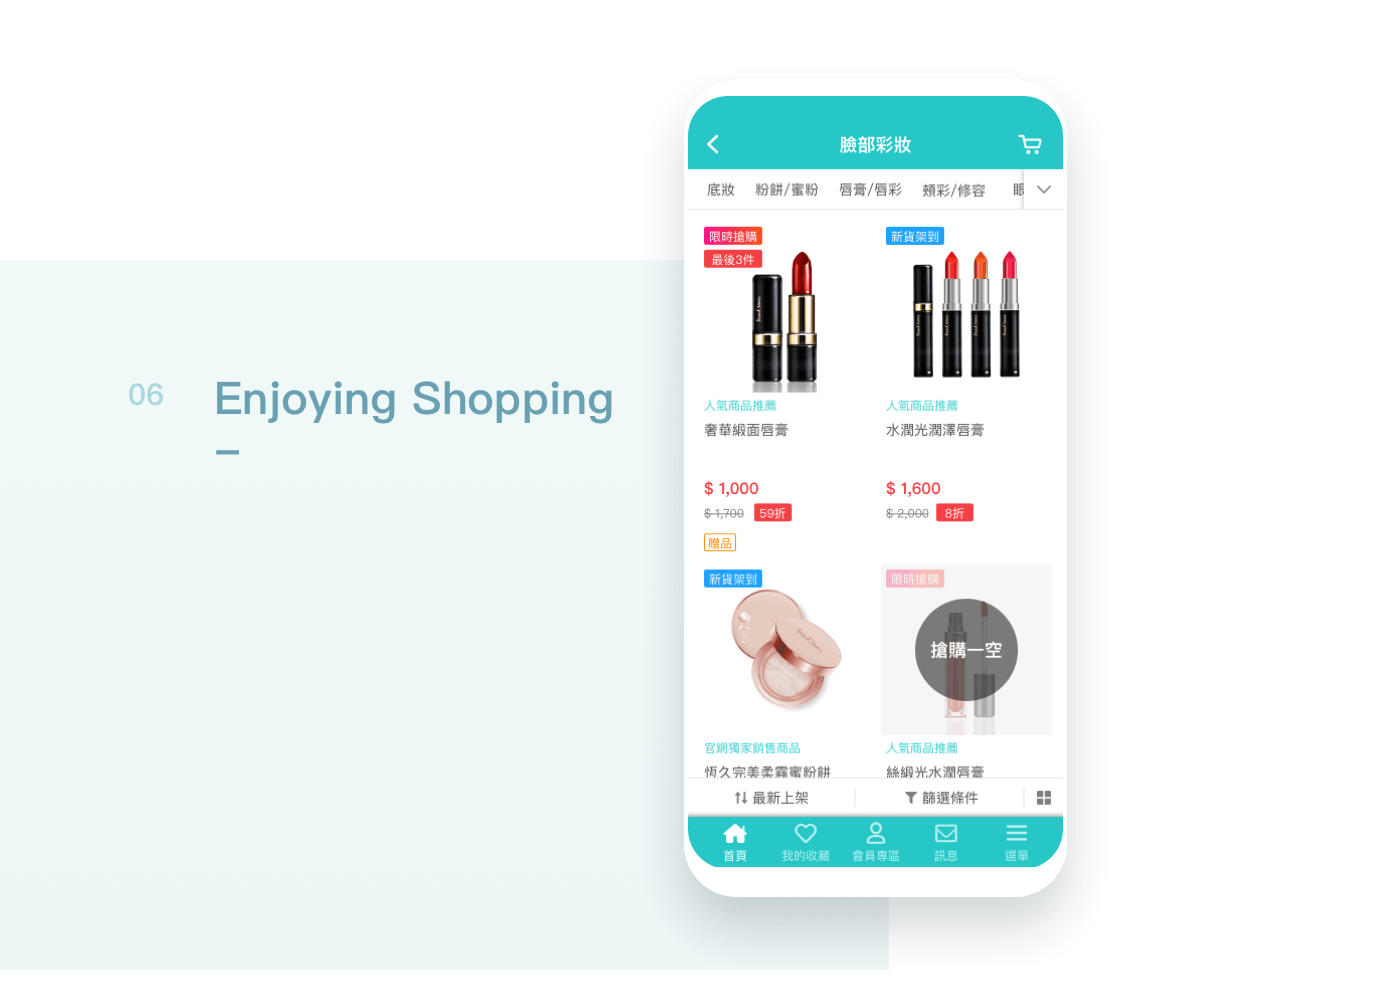 06
Enjoying Shopping
臉部彩妝
底妝 粉餅/蜜粉 唇膏/唇彩 頰彩/修容 眼
限時搶購
最後3件
新貨架到
人氣商品推薦
奢華緞面唇膏
$ 1,000
$ 1,700 59折
贈品
人氣商品推薦
水潤光潤澤唇膏
$ 1,600
$ 2,000 8折
新貨架到
官網獨家銷售商品
恆久完美柔霧蜜粉餅
限時搶購
搶購一空
人氣商品推薦
絲緞光水潤唇膏
最新上架 篩選條件
首頁 我的收藏 會員專區 訊息 選單